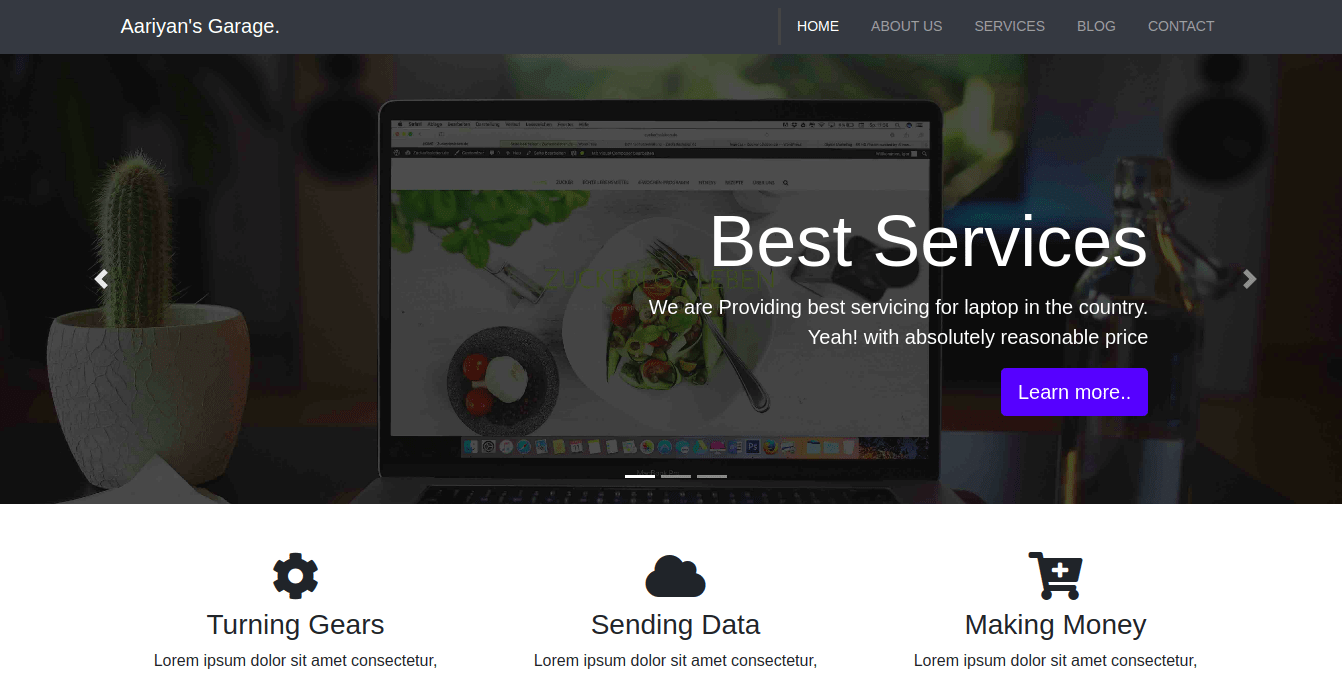 Aariyan's Garage.
HOME ABOUT US SERVICES BLOG CONTACT
Best Services
We are Providing best servicing for laptop in the country.
Yeah! with absolutely reasonable price
Learn more..
Turning Gears
Lorem ipsum dolor sit amet consectetur,
Sending Data
Lorem ipsum dolor sit amet consectetur,
Making Money
Lorem ipsum dolor sit amet consectetur,